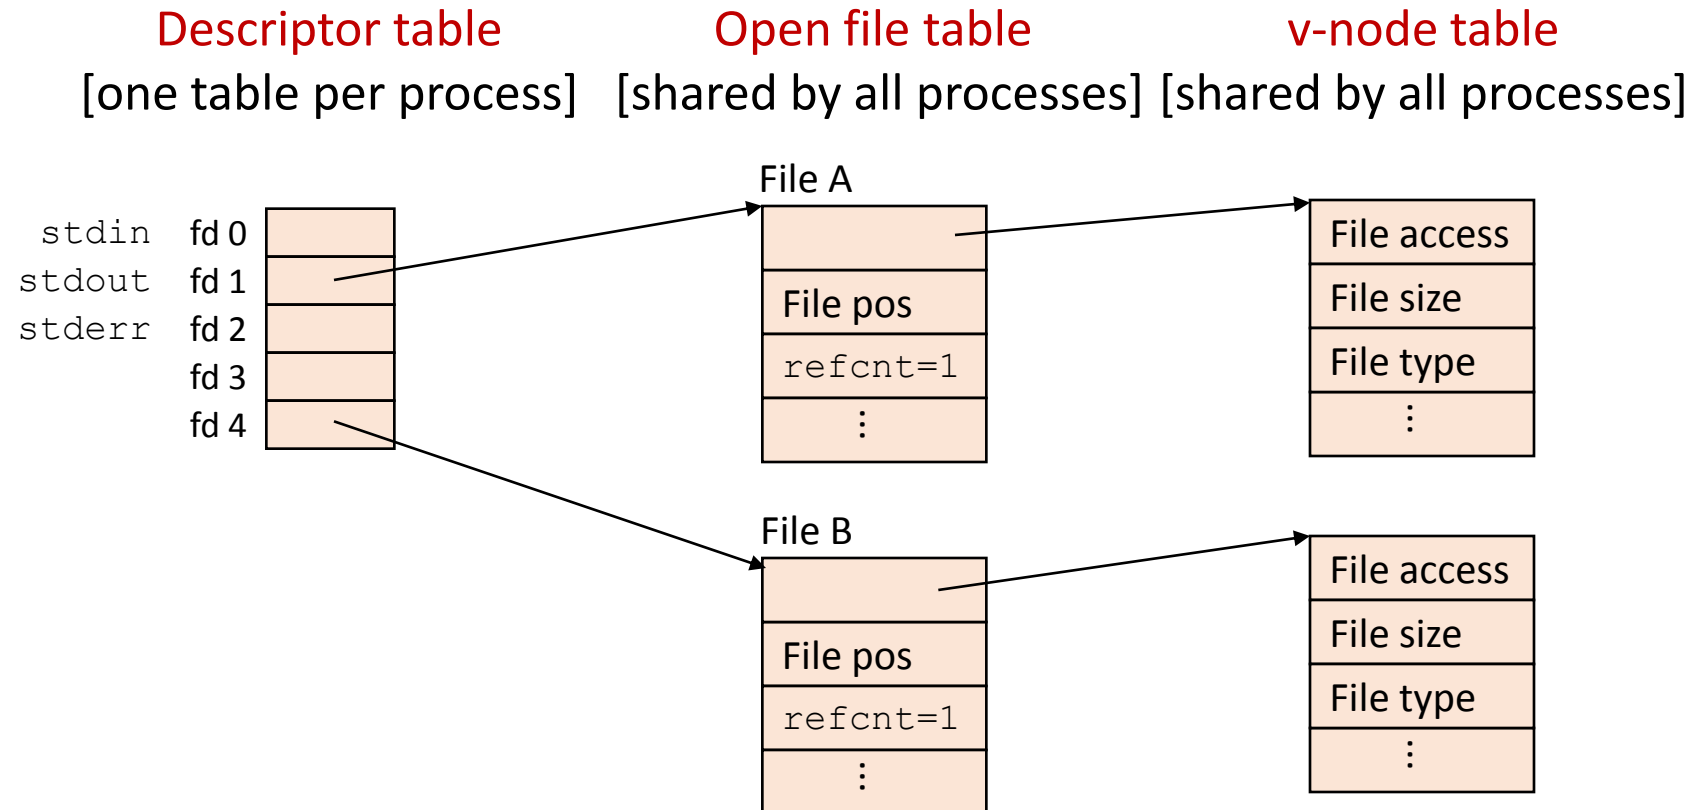 Descriptor table
[one table per process]
Open file table
[shared by all processes]
v-node table
[shared by all processes]
stdin fd 0
stdout fd 1
stderr fd 2
fd 3
fd 4
File A
File pos
refcnt=1
⋮
File access
File size
File type
⋮
File B
File pos
refcnt=1
⋮
File access
File size
File type
⋮